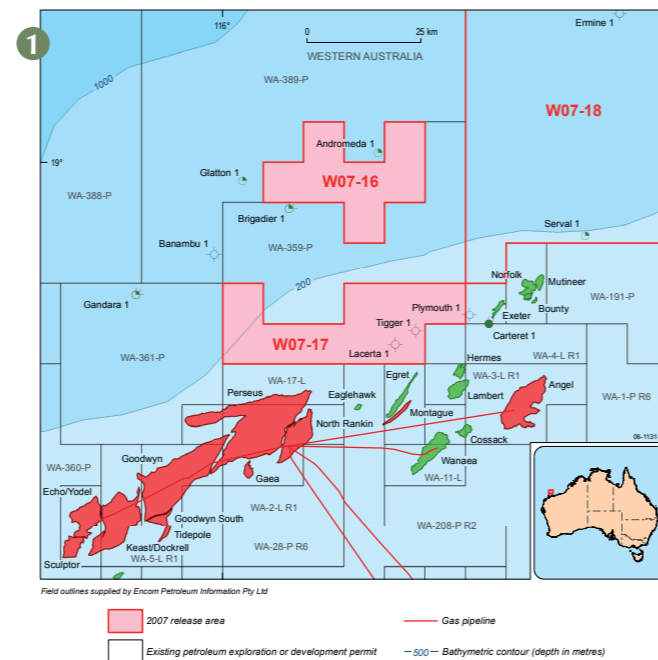 1
116°
0
25 km
Ermine 1
WESTERN AUSTRALIA
1000
WA-389-P
W07-18
Andromeda 1
19°
Glatton 1
W07-16
WA-388-P
Brigadier 1
Serval 1
WA-359-P
Banambu 1
200
Norfolk
Mutineer
Gandara 1
Plymouth 1
Bounty
WA-191-P
Exeter
Tigger 1
Carteret 1
W07-17
Lacerta 1
WA-361-P
Hermes
WA-4-L R1
Egret
WA-3-L R1
WA-17-L
Angel
WA-1-P R6
Perseus
Eaglehawk
Lambert
North Rankin
Montague
06-1131
Cossack
WA-360-P
Goodwyn
Wanaea
Gaea
WA-11-L
Echo/Yodel
WA-2-L R1
Goodwyn South
Tidepole
WA-208-P R2
Keast/Dockrell
WA-28-P R6
Sculptor
WA-5-L R1
Field outlines supplied by Encom Petroleum Information Pty Ltd
2007 release area
Gas pipeline
Existing petroleum exploration or development permit
500
Bathymetric contour (depth in metres)